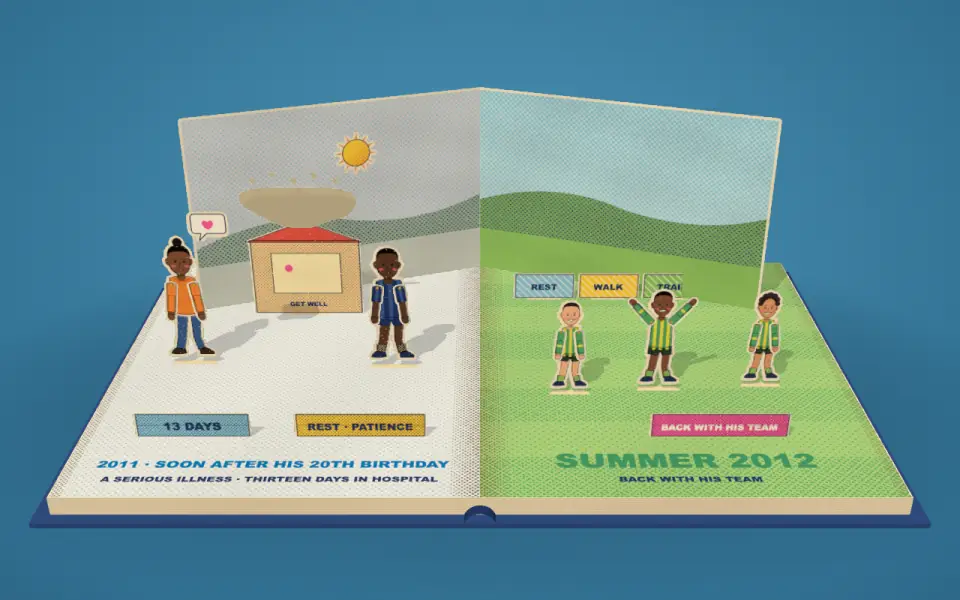 GET WELL
13 DAYS
REST · PATIENCE
2011 · SOON AFTER HIS 20TH BIRTHDAY
A SERIOUS ILLNESS · THIRTEEN DAYS IN HOSPITAL
REST
WALK
TRAI
BACK WITH HIS TEAM
SUMMER 2012
BACK WITH HIS TEAM